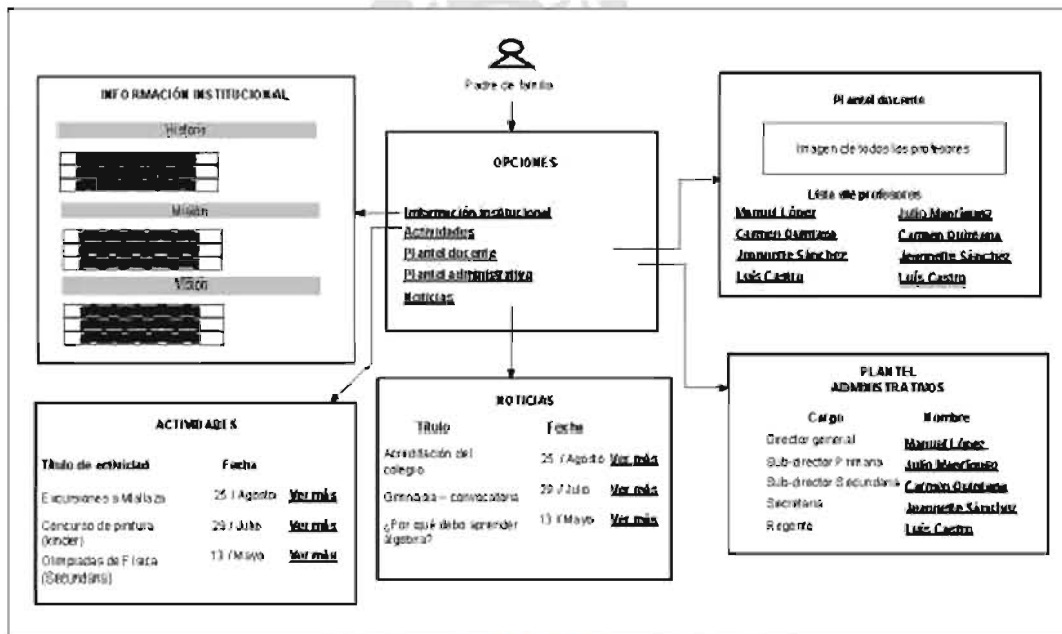 Padre de familia
INFORMACIÓN INSTITUCIONAL
Historia
Misión
Visión
OPCIONES
Información institucional
Actividades
Plantel docente
Plantel administrativo
Noticias
Plantel docente
Imagen de todos los profesores
Lista de profesores
Manuel López Julio Manríquez
Carmen Quintana Carmen Quintana
Jeannette Sánchez Jeannette Sánchez
Luis Castro Luis Castro
ACTIVIDADES
Título de actividad Fecha
Excursiones a Mallasa 25 / Agosto Ver más
Concurso de pintura 29 / Julio Ver más
(kinder)
Olimpiadas de Física 13 / Mayo Ver más
(Secundaria)
NOTICIAS
Título Fecha
Acreditación del
colegio 25 / Agosto Ver más
Gimnasia – convocatoria 29 / Julio Ver más
¿Por qué debo aprender 13 / Mayo Ver más
álgebra?
PLANTEL
ADMINISTRATIVOS
Cargo Nombre
Director general Manuel López
Sub-director Primaria Julio Manríquez
Sub-director Secundaria Carmen Quintana
Secretaria Jeannette Sánchez
Regente Luis Castro